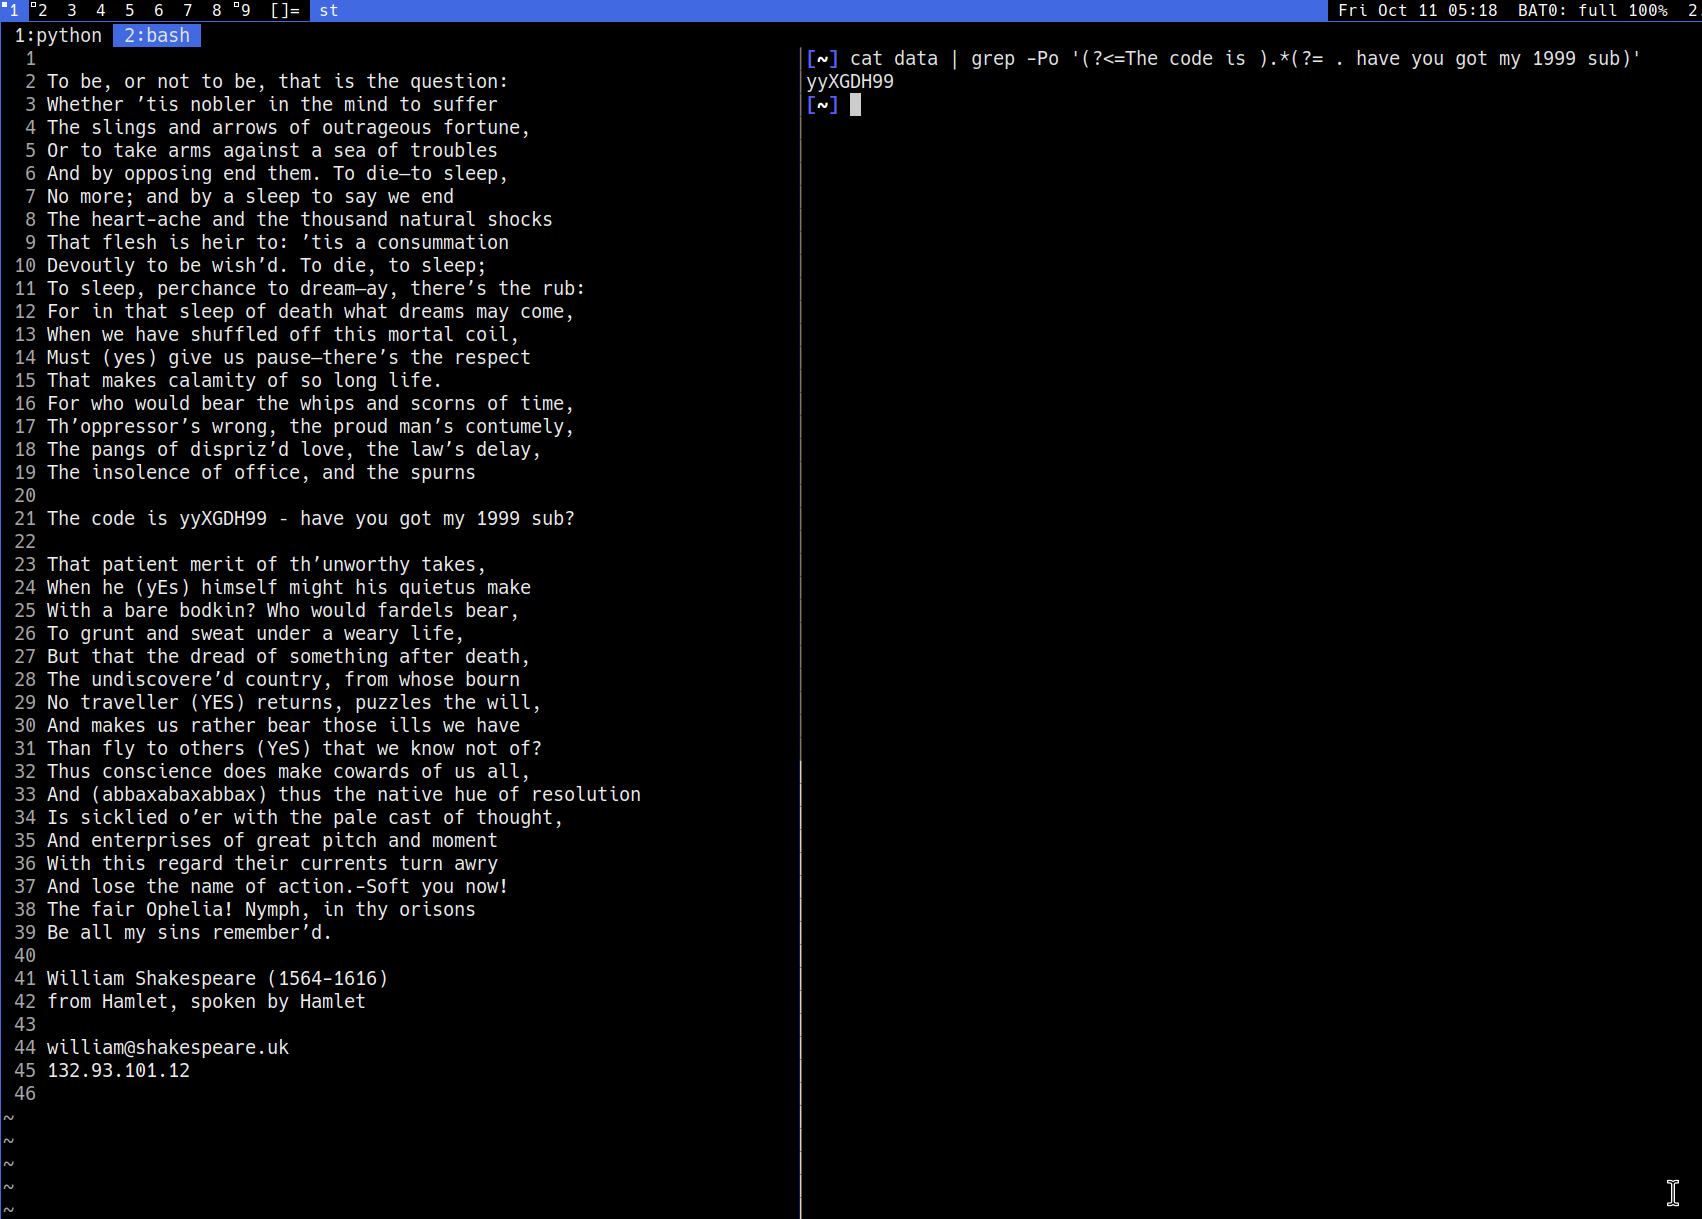 1 2 3 4 5 6 7 8 9 []= st Fri Oct 11 05:18 BAT0: full 100% 2
1:python 2:bash
1
2 To be, or not to be, that is the question:
3 Whether ’tis nobler in the mind to suffer
4 The slings and arrows of outrageous fortune,
5 Or to take arms against a sea of troubles
6 And by opposing end them. To die—to sleep,
7 No more; and by a sleep to say we end
8 The heart-ache and the thousand natural shocks
9 That flesh is heir to: ’tis a consummation
10 Devoutly to be wish’d. To die, to sleep;
11 To sleep, perchance to dream—ay, there’s the rub:
12 For in that sleep of death what dreams may come,
13 When we have shuffled off this mortal coil,
14 Must (yes) give us pause—there’s the respect
15 That makes calamity of so long life.
16 For who would bear the whips and scorns of time,
17 Th’oppressor’s wrong, the proud man’s contumely,
18 The pangs of dispriz’d love, the law’s delay,
19 The insolence of office, and the spurns
20
21 The code is yyXGDH99 - have you got my 1999 sub?
22
23 That patient merit of th’unworthy takes,
24 When he (yEs) himself might his quietus make
25 With a bare bodkin? Who would fardels bear,
26 To grunt and sweat under a weary life,
27 But that the dread of something after death,
28 The undiscovere’d country, from whose bourn
29 No traveller (YES) returns, puzzles the will,
30 And makes us rather bear those ills we have
31 Than fly to others (YeS) that we know not of?
32 Thus conscience does make cowards of us all,
33 And (abbaxabaxabbax) thus the native hue of resolution
34 Is sicklied o’er with the pale cast of thought,
35 And enterprises of great pitch and moment
36 With this regard their currents turn awry
37 And lose the name of action.-Soft you now!
38 The fair Ophelia! Nymph, in thy orisons
39 Be all my sins remember’d.
40
41 William Shakespeare (1564-1616)
42 from Hamlet, spoken by Hamlet
43
44 william@shakespeare.uk
45 132.93.101.12
46
~
~
~
~
~
[~] cat data | grep -Po '(?<=The code is ).*(?= . have you got my 1999 sub)'
yyXGDH99
[~]